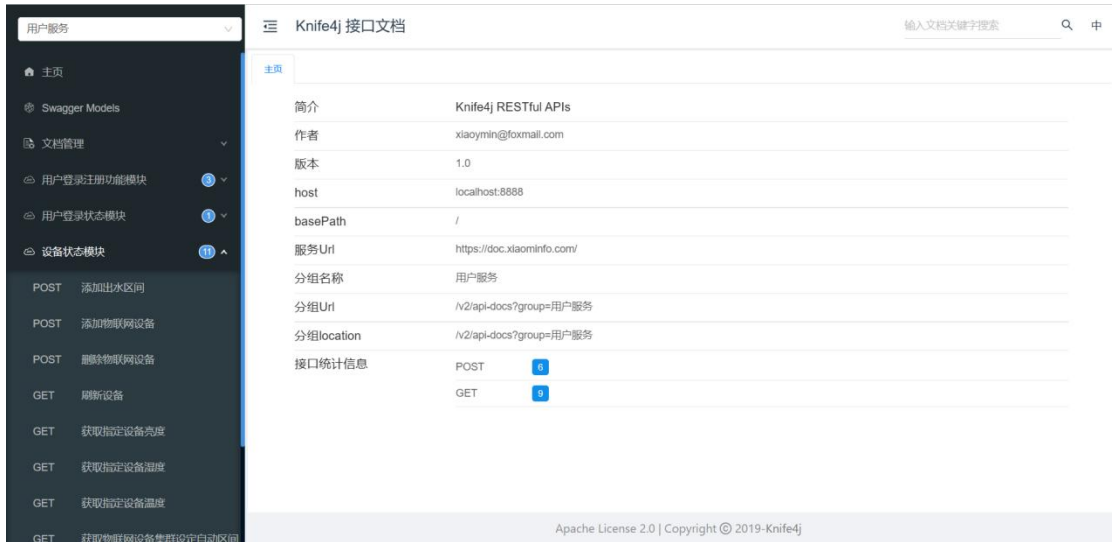 用户服务
主页
Swagger Models
文档管理
用户登录注册功能模块 3
用户登录状态模块 1
设备状态模块 11
POST 添加出水区间
POST 添加物联网设备
POST 删除物联网设备
GET 刷新设备
GET 获取指定设备亮度
GET 获取指定设备湿度
GET 获取指定设备温度
GET 获取物联网设备集群设定自动区间
Knife4j 接口文档
输入文档关键字搜索
中
主页
简介 Knife4j RESTful APIs
作者 xiaoymin@foxmail.com
版本 1.0
host localhost:8888
basePath /
服务Url https://doc.xiaominfo.com/
分组名称 用户服务
分组Url /v2/api-docs?group=用户服务
分组location /v2/api-docs?group=用户服务
接口统计信息 POST 6
GET 9
Apache License 2.0 | Copyright © 2019-Knife4j